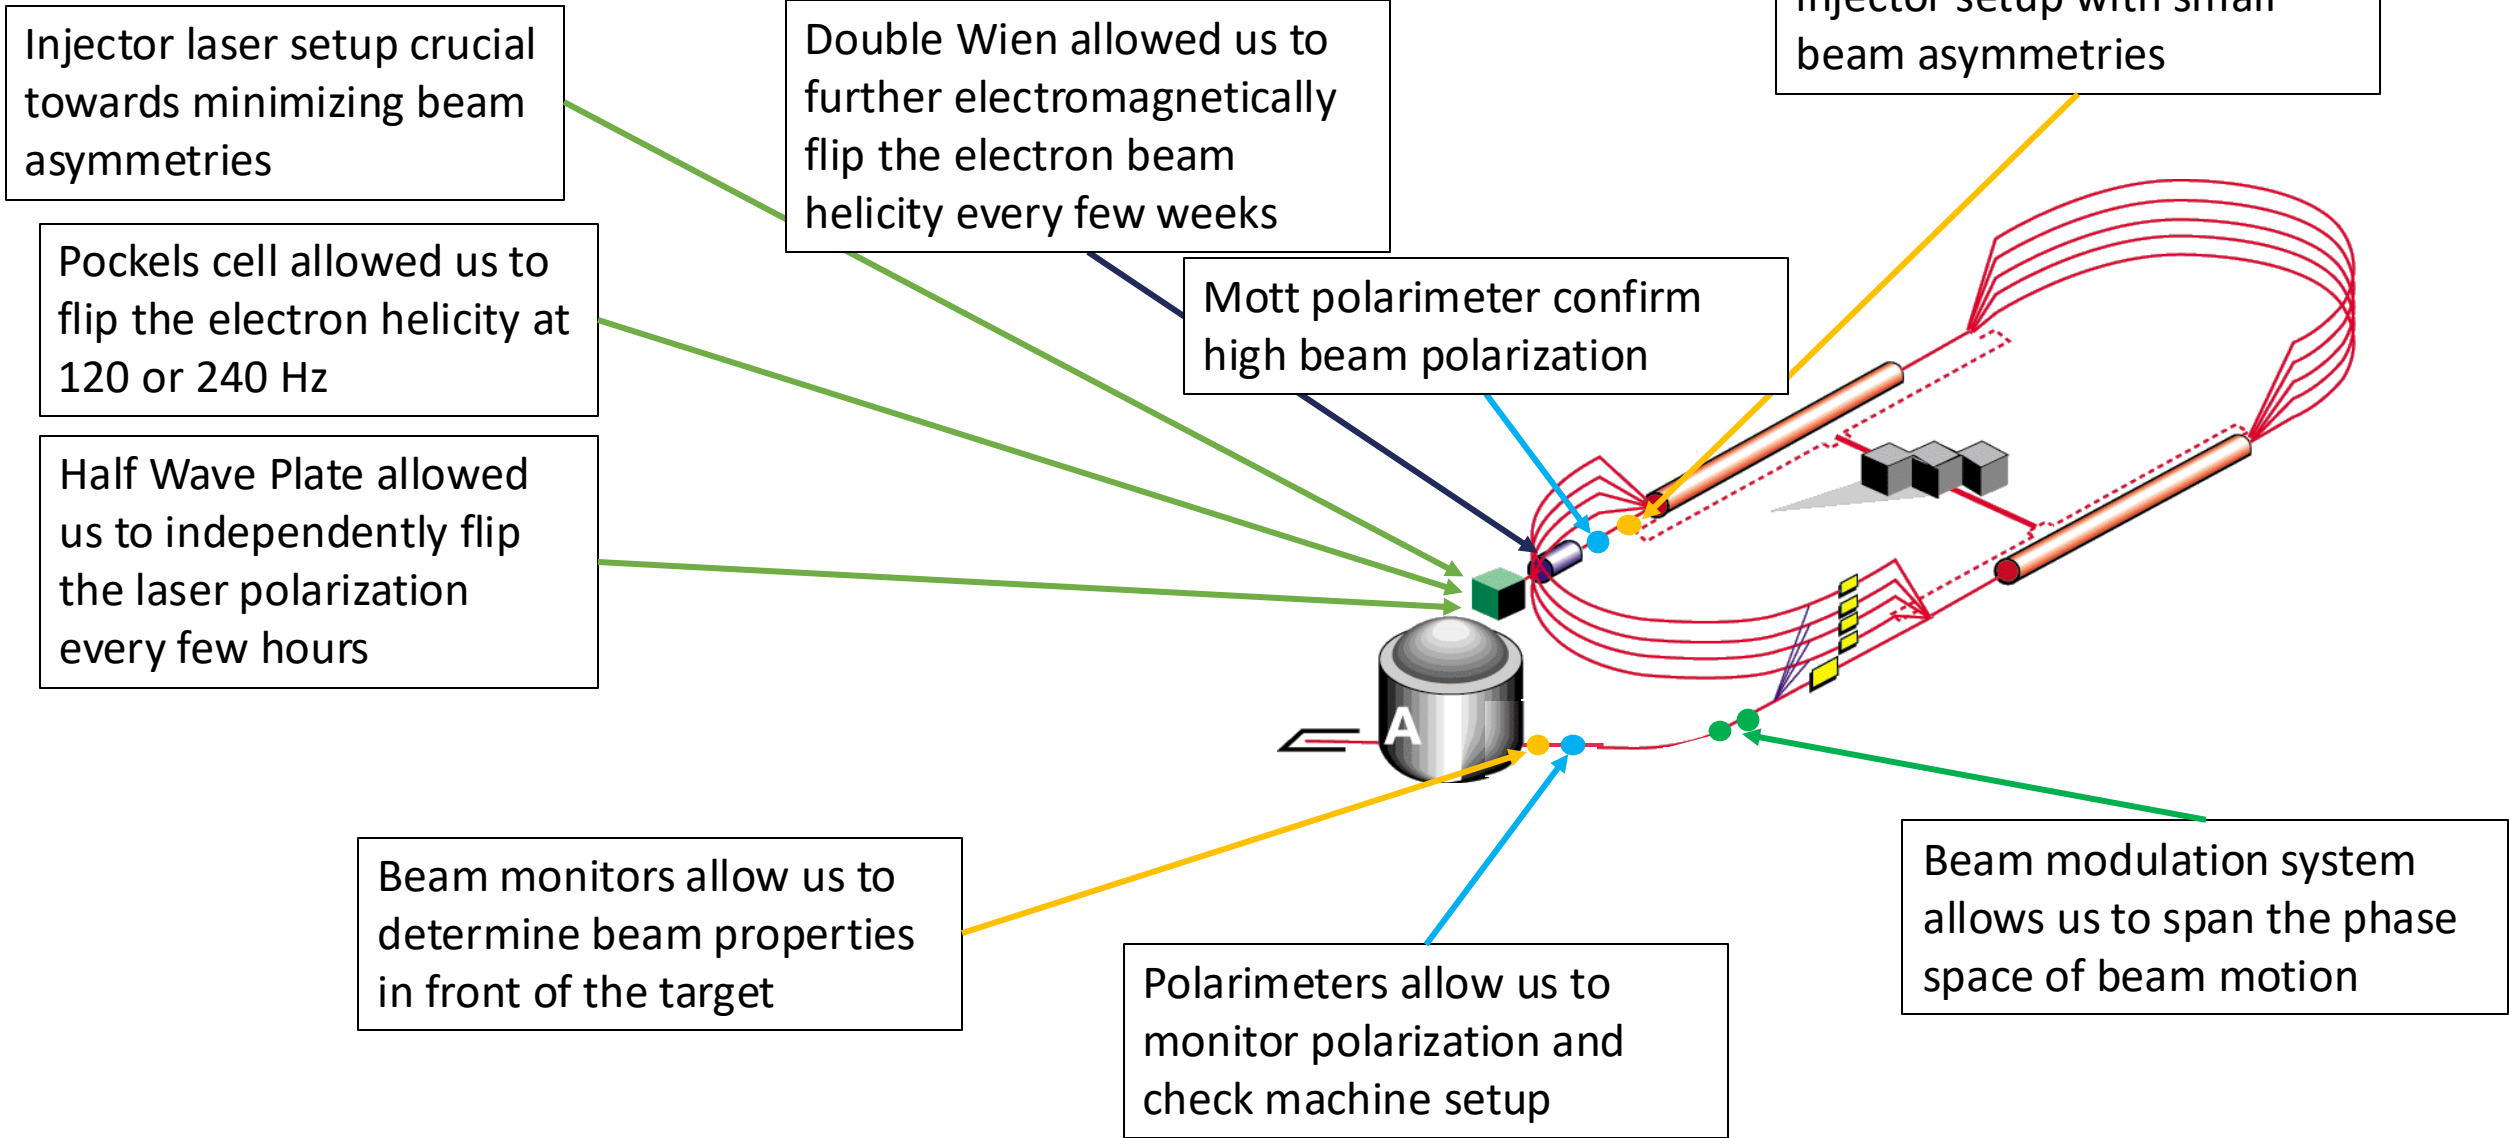 Injector laser setup crucial
towards minimizing beam
asymmetries
Double Wien allowed us to
further electromagnetically
flip the electron beam
helicity every few weeks
injector setup with small
beam asymmetries
Pockels cell allowed us to
flip the electron helicity at
120 or 240 Hz
Mott polarimeter confirm
high beam polarization
Half Wave Plate allowed
us to independently flip
the laser polarization
every few hours
A
Beam monitors allow us to
determine beam properties
in front of the target
Polarimeters allow us to
monitor polarization and
check machine setup
Beam modulation system
allows us to span the phase
space of beam motion